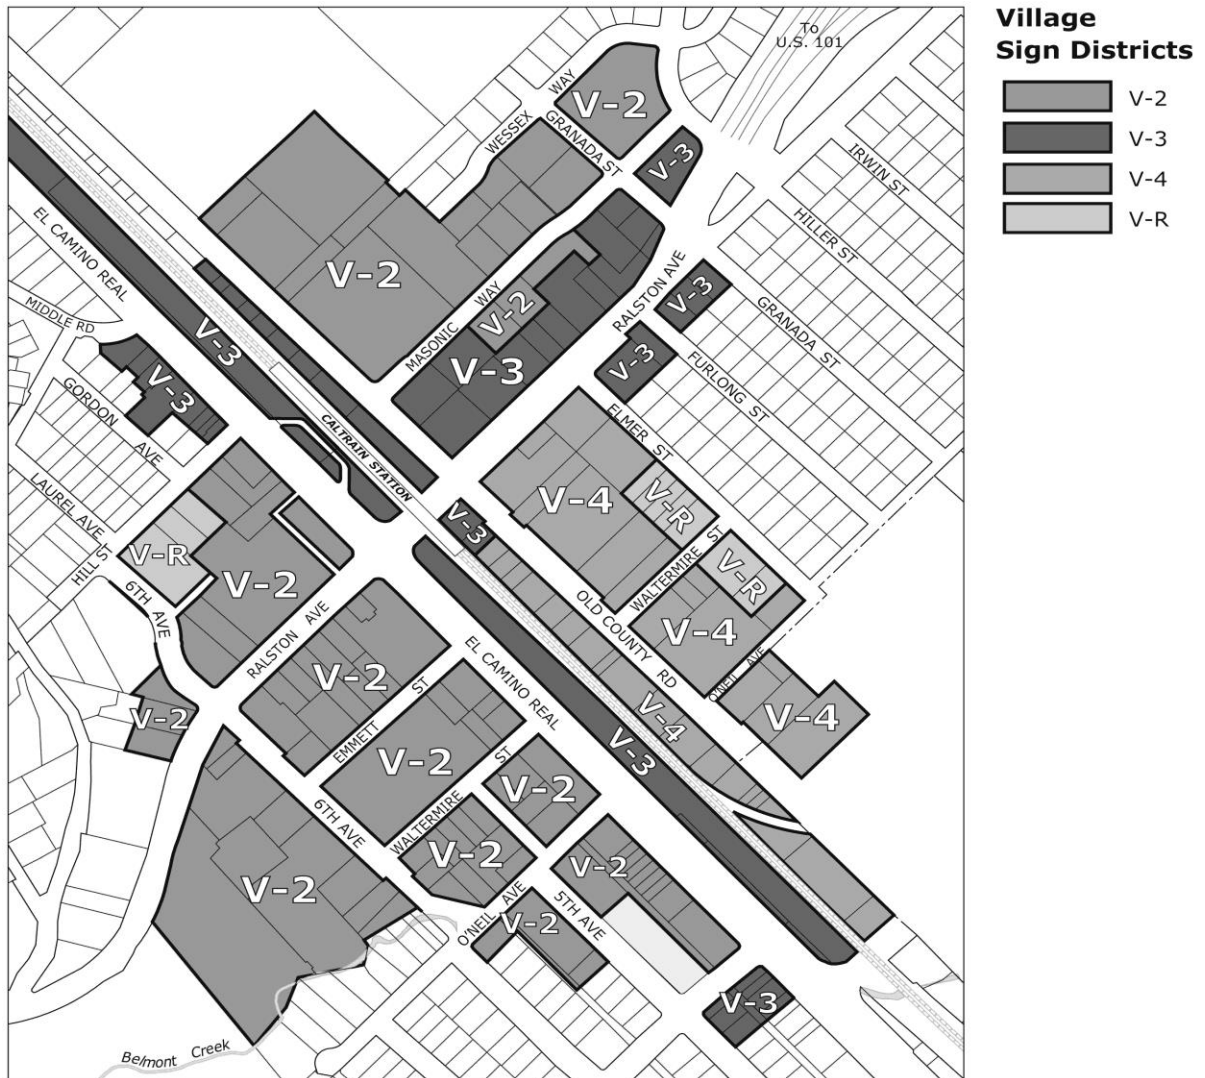 Village
Sign Districts
V-2
V-3
V-4
V-R
To
U.S. 101
V-2
WESSEX WAY
GRANADA ST
V-3
IRWIN ST
HILLER ST
EL CAMINO REAL
V-2
RALSTON AVE
V-3
GRANADA ST
MIDDLE RD
V-3
MASONIC WAY
V-2
V-3
V-3
FURLONG ST
V-3
GORDON AVE
CALTRAIN STATION
ELMER ST
LAUREL AVE
V-4
V-R
V-3
V-R
HILL ST
V-2
WALTERMIRE ST
V-R
6TH AVE
RALSTON AVE
OLD COUNTY RD
V-4
V-2
EL CAMINO REAL
O'NEIL AVE
V-2
EMMETT ST
V-4
V-4
V-2
V-3
6TH AVE
WALTERMIRE ST
V-2
V-2
V-2
V-2
O'NEIL AVE
V-2
5TH AVE
V-3
Belmont Creek